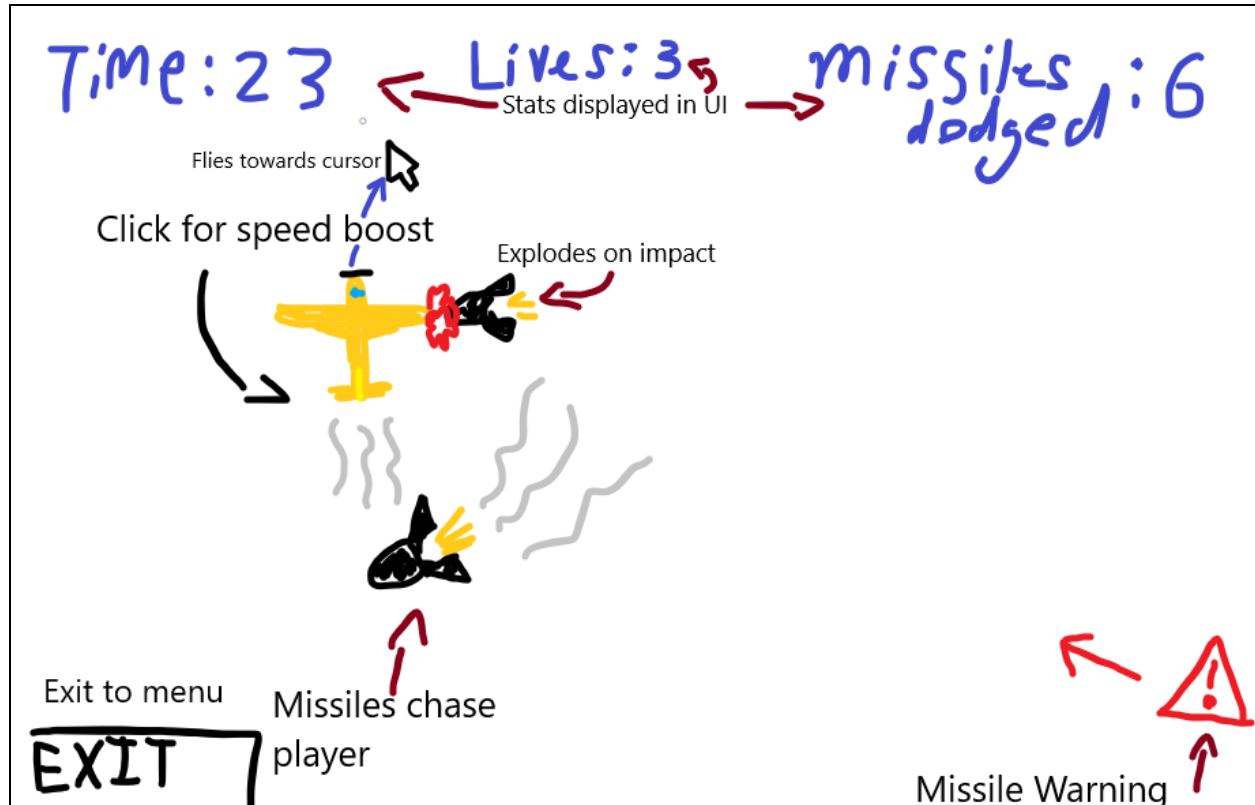 Time: 23
Lives: 3
missiles
dodged: 6
Stats displayed in UI
Flies towards cursor
Click for speed boost
Explodes on impact
Exit to menu
EXIT
Missiles chase
player
!
Missile Warning